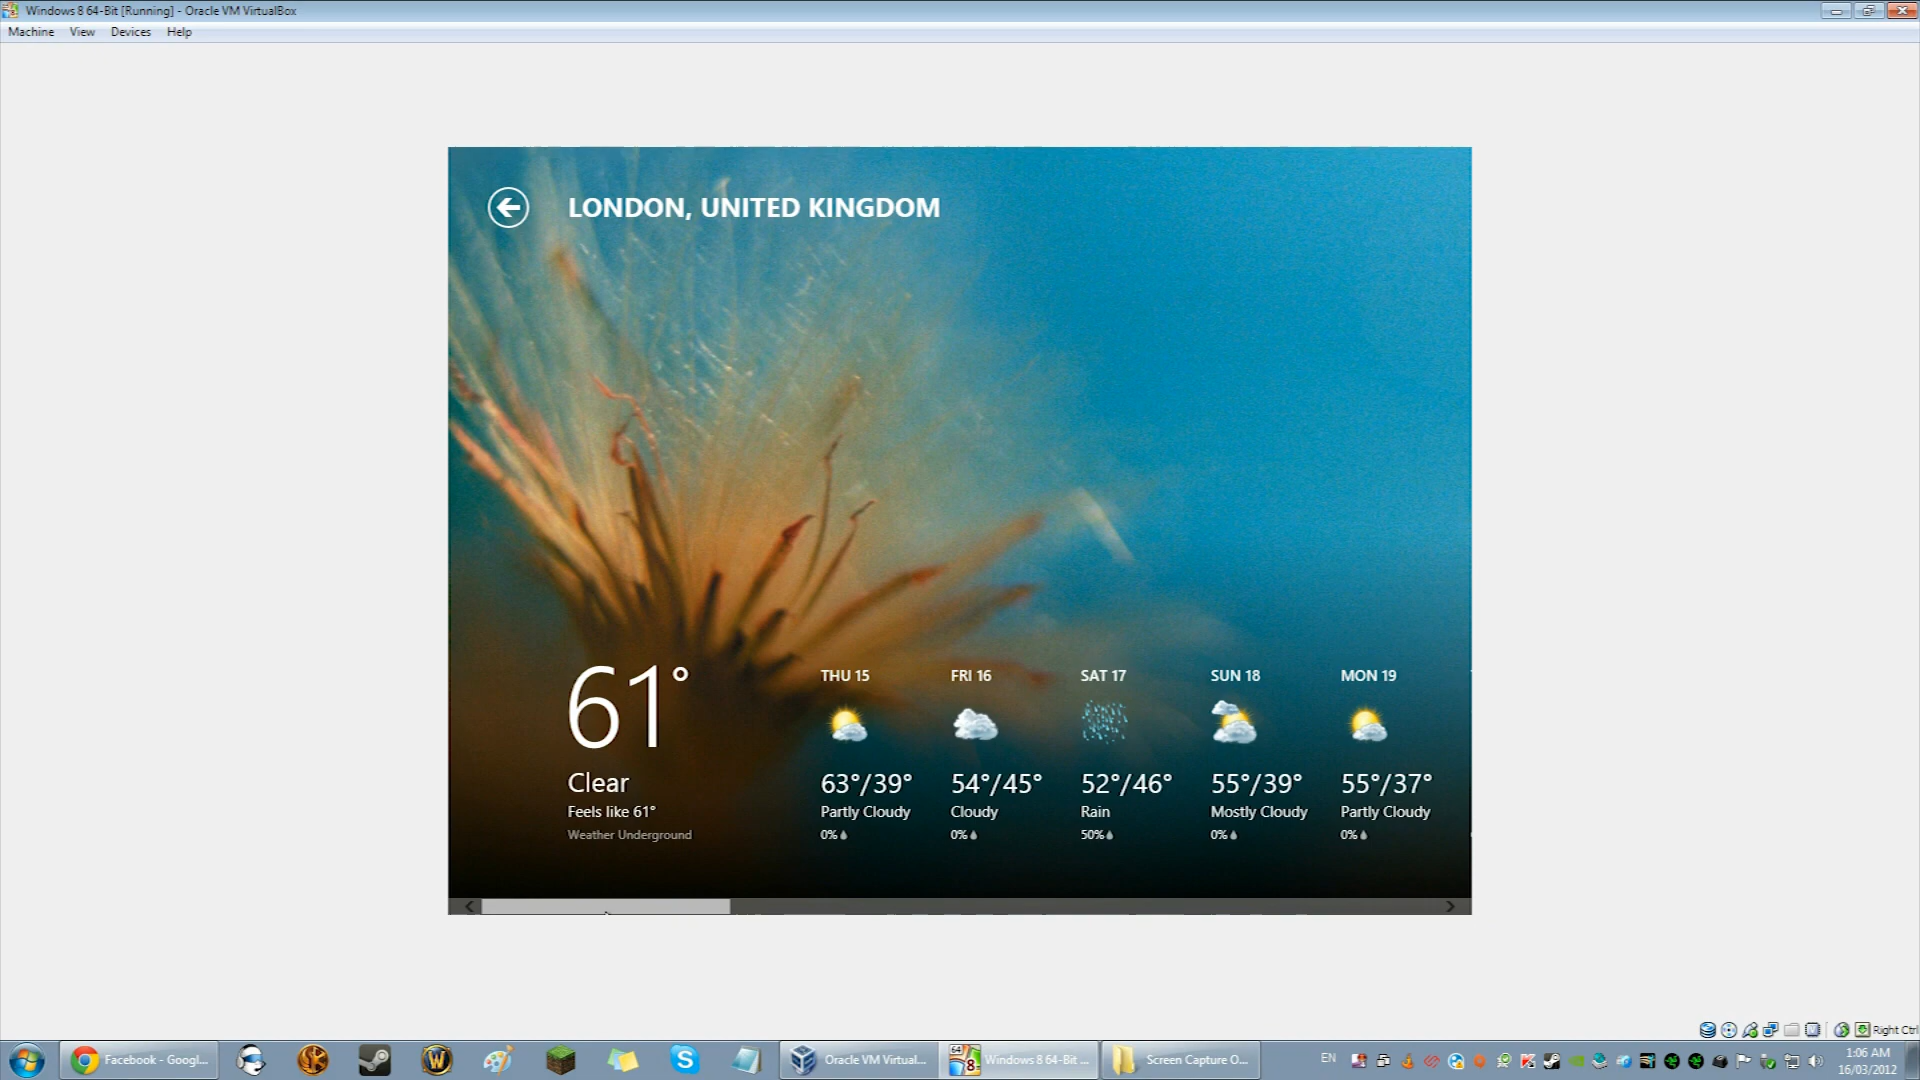 Windows 8 64-Bit [Running] - Oracle VM VirtualBox
Machine View Devices Help
LONDON, UNITED KINGDOM
61°
Clear
Feels like 61°
Weather Underground
THU 15
63°/39°
Partly Cloudy
0%
FRI 16
54°/45°
Cloudy
0%
SAT 17
52°/46°
Rain
50%
SUN 18
55°/39°
Mostly Cloudy
0%
MON 19
55°/37°
Partly Cloudy
0%
Right Ctrl
Facebook - Googl...
Oracle VM Virtual...
Windows 8 64-Bit ...
Screen Capture O...
EN
1:06 AM
16/03/2012